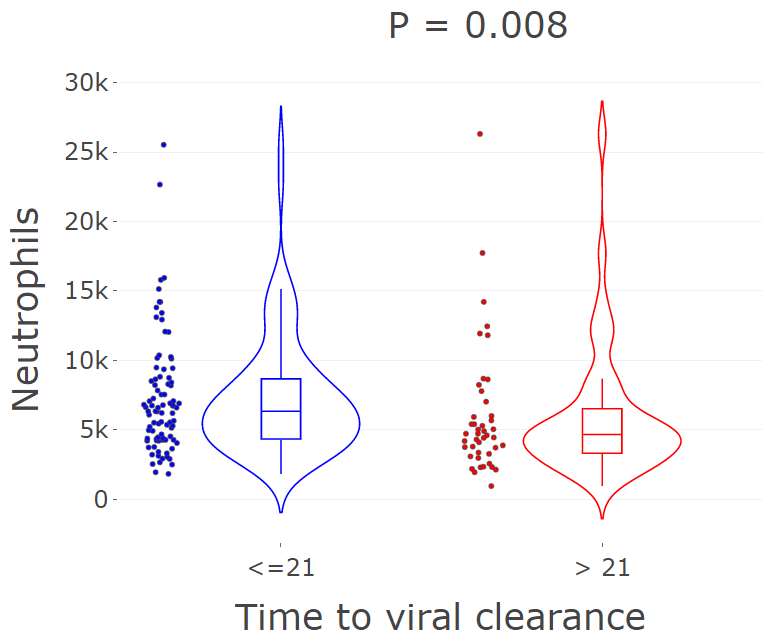 P = 0.008
30k
25k
20k
15k
10k
5k
0
Neutrophils
<=21
> 21
Time to viral clearance